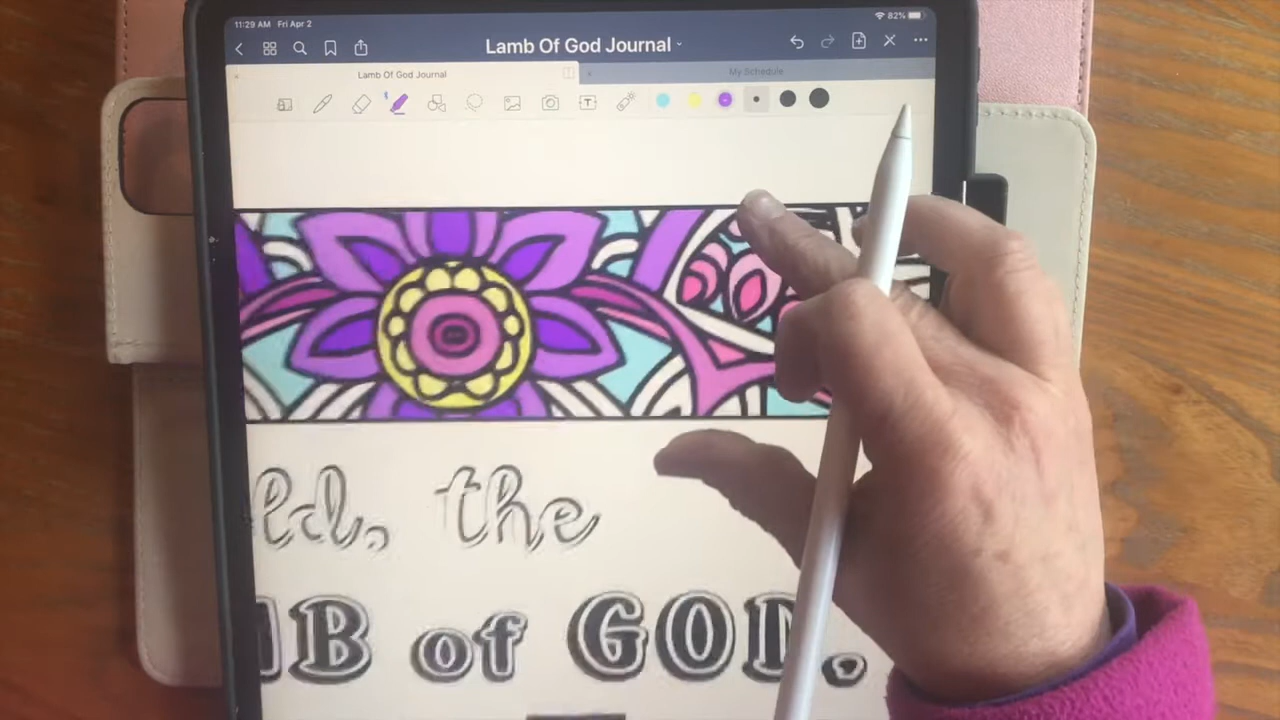 11:29 AM Fri Apr 2
82%
Lamb Of God Journal
Lamb Of God Journal
My Schedule
T
ld, the
MB of GOD.